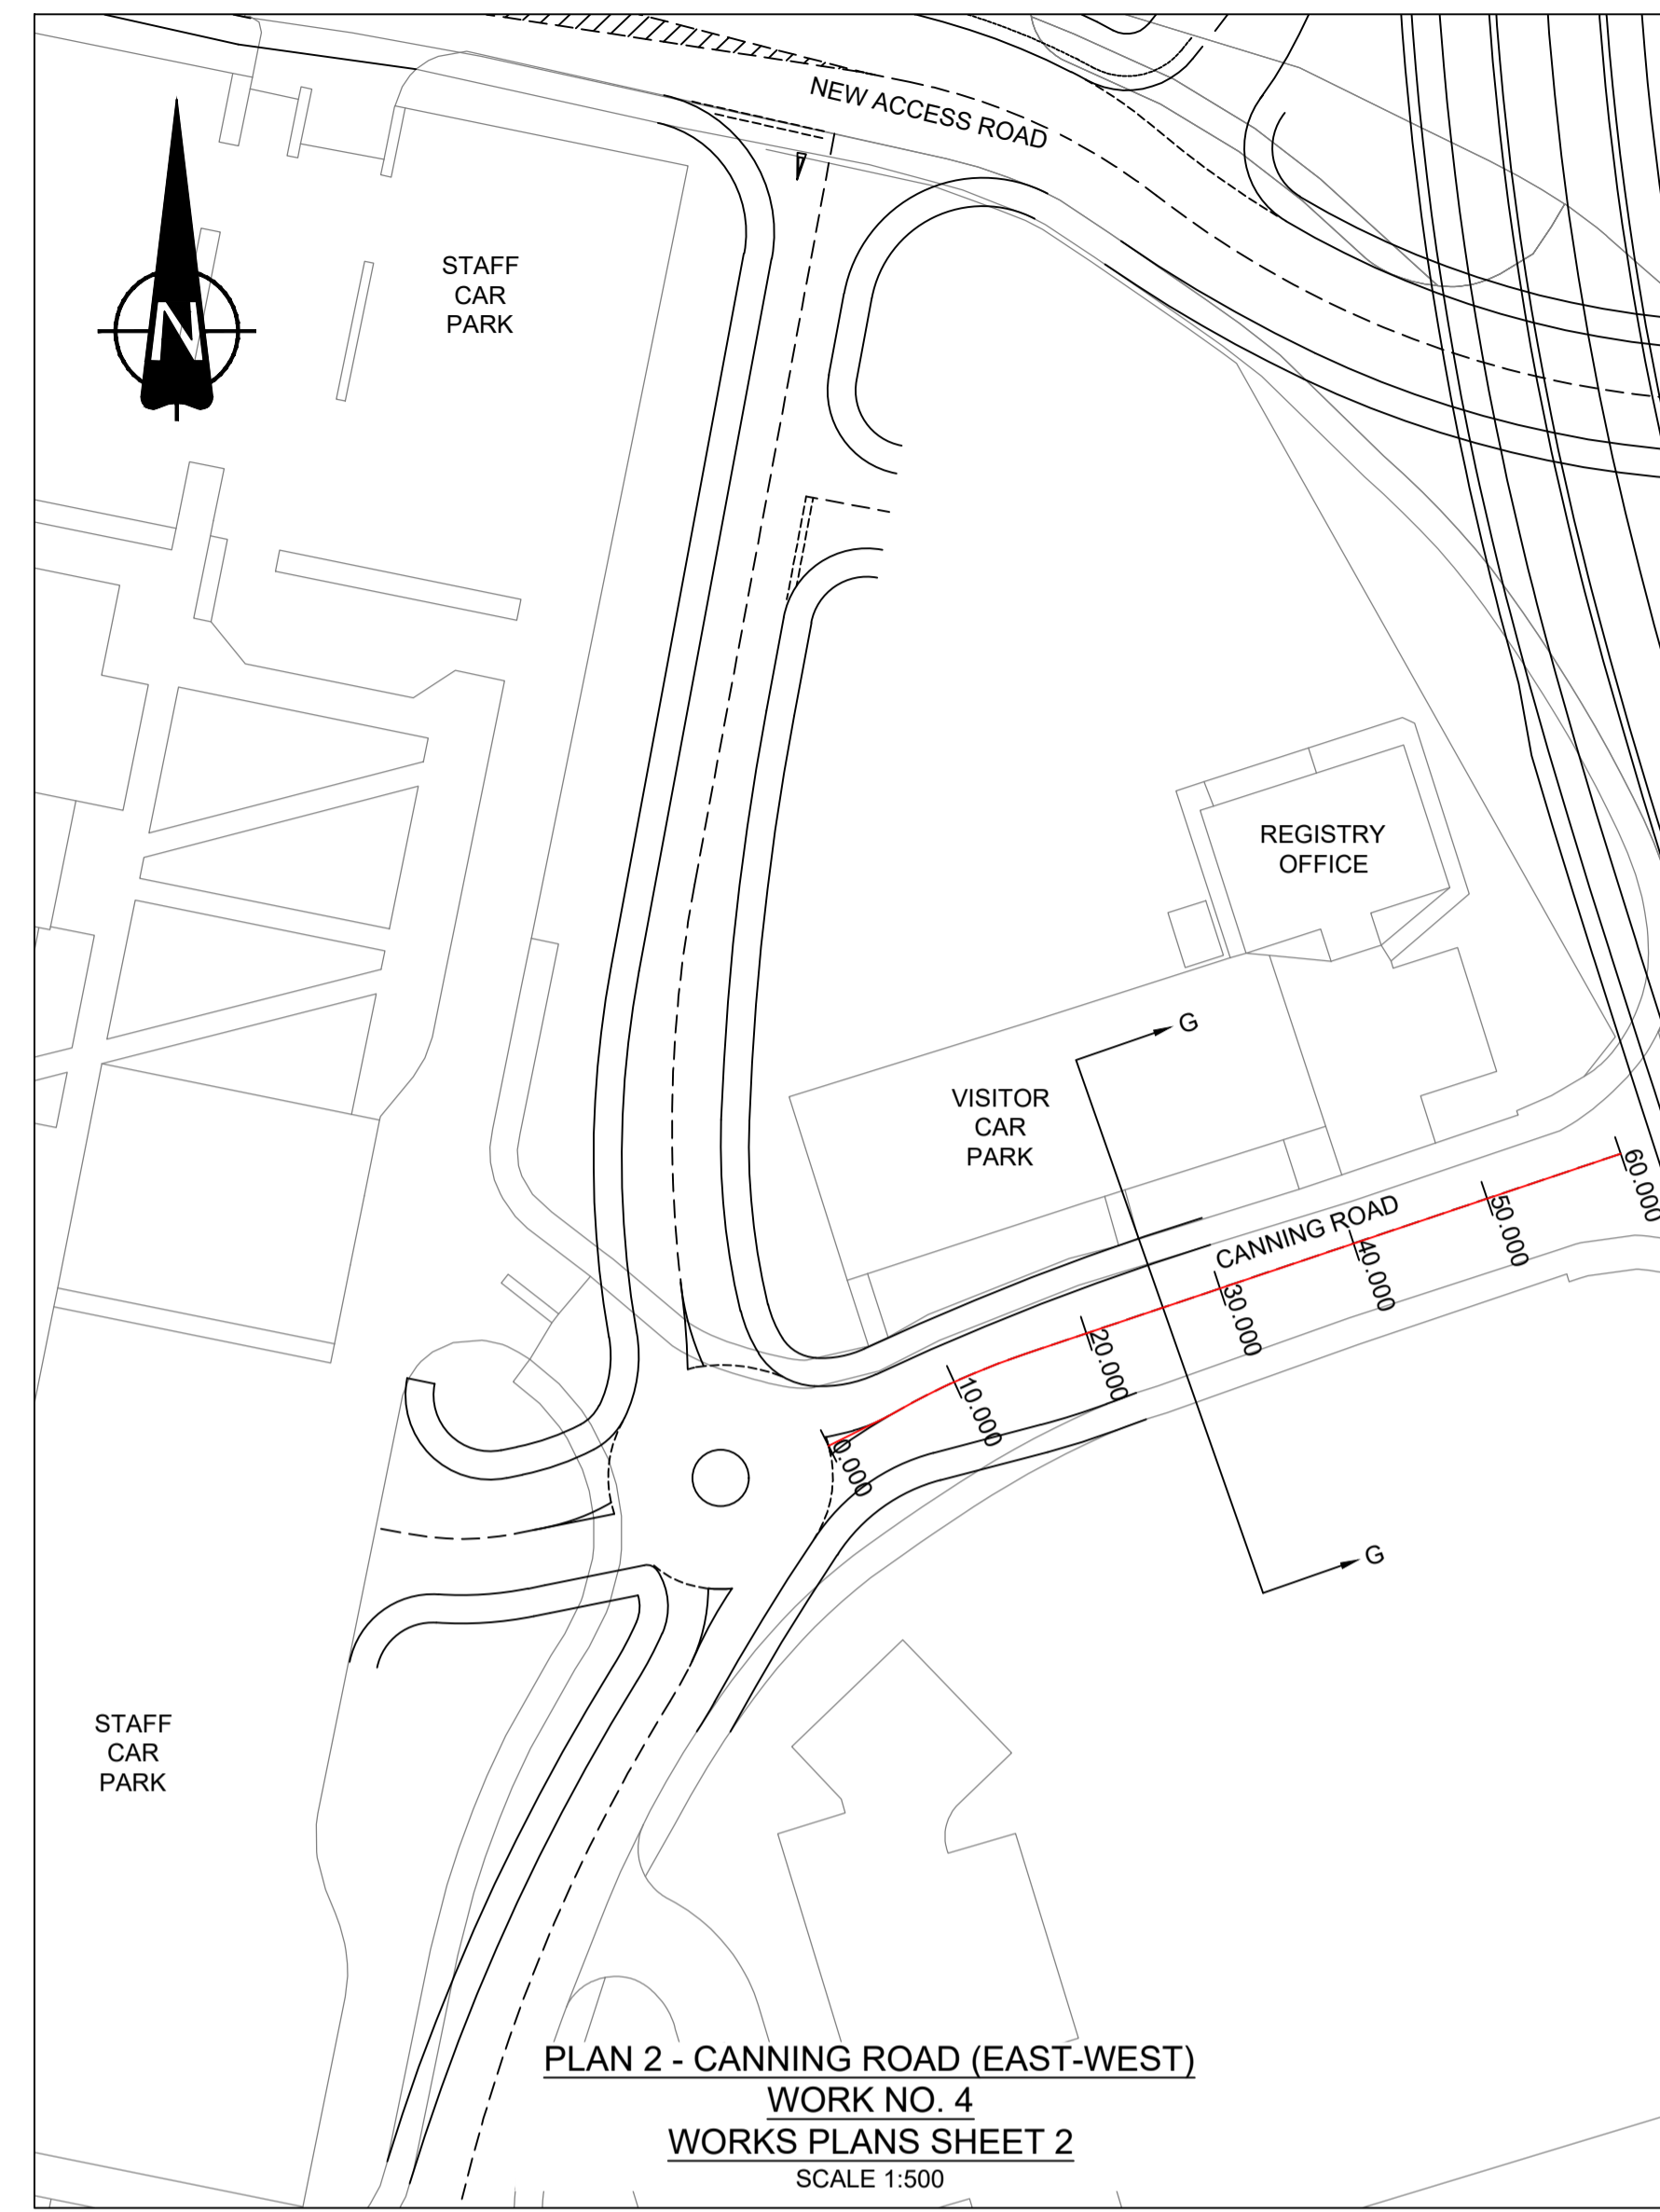 NEW ACCESS ROAD
N
STAFF
CAR
PARK
REGISTRY
OFFICE
G
VISITOR
CAR
PARK
CANNING ROAD
60.000
50.000
40.000
30.000
20.000
10.000
0.000
G
STAFF
CAR
PARK
PLAN 2 - CANNING ROAD (EAST-WEST)
WORK NO. 4
WORKS PLANS SHEET 2
SCALE 1:500